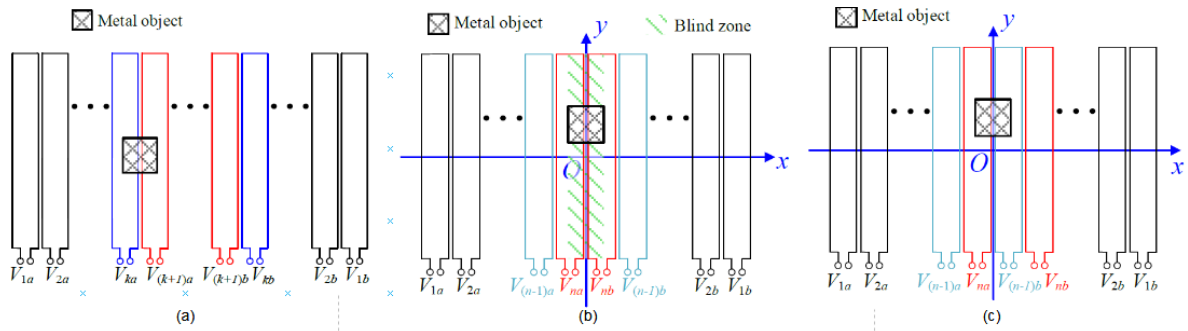 Metal object
V1a V2a Vka V(k+1)a V(k+1)b Vkb V2b V1b
(a)
Metal object Blind zone
y
O x
V1a V2a V(n-1)a Vna Vnb V(n-1)b V2b V1b
(b)
Metal object
y
O x
V1a V2a V(n-1)a Vna V(n-1)b Vnb V2b V1b
(c)